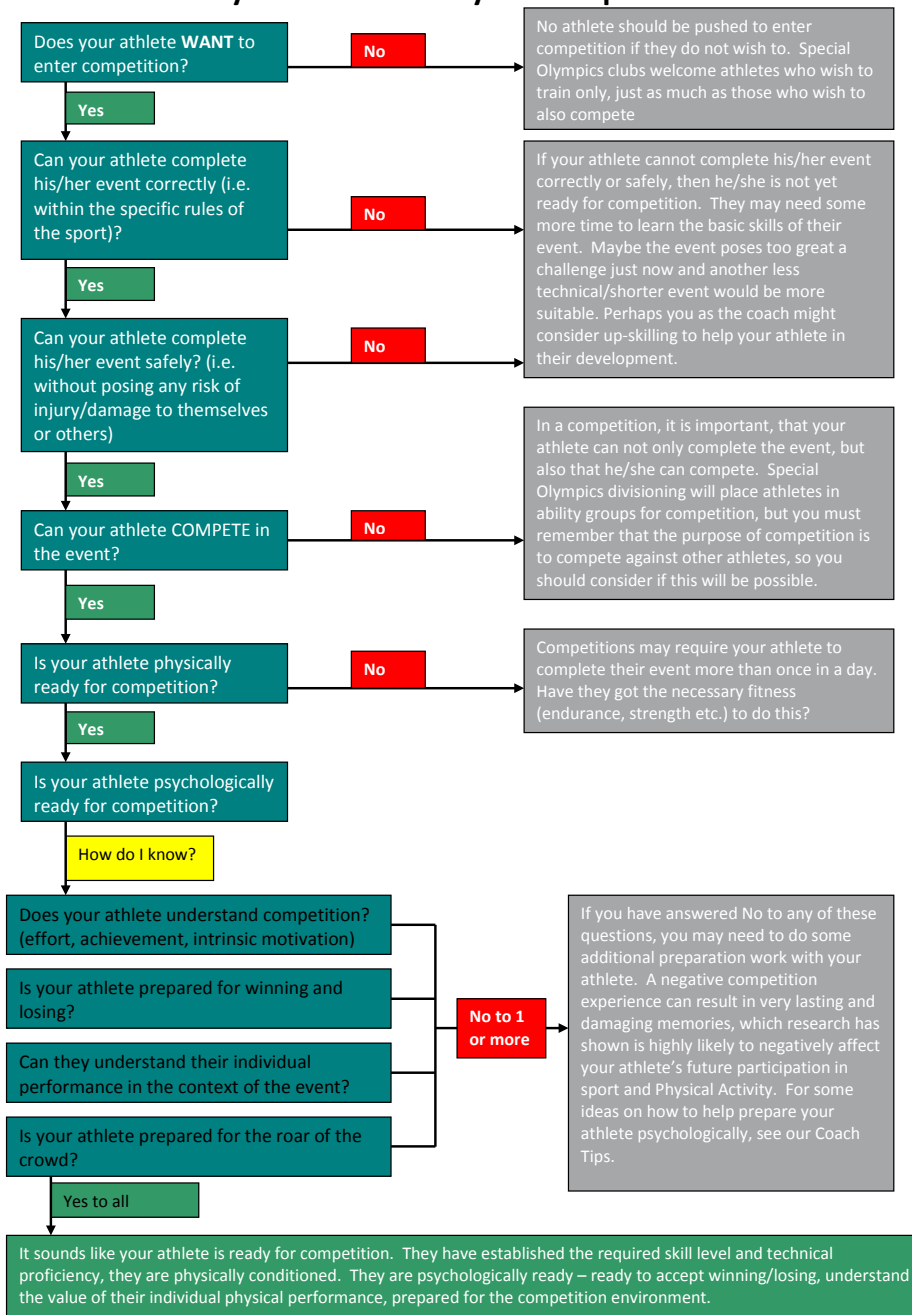 Does your athlete WANT to
enter competition?
No
No athlete should be pushed to enter
competition if they do not wish to.  Special
Olympics clubs welcome athletes who wish to
train only, just as much as those who wish to
also compete
Yes
Can your athlete complete
his/her event correctly (i.e.
within the specific rules of
the sport)?
No
If your athlete cannot complete his/her event
correctly or safely, then he/she is not yet
ready for competition.  They may need some
more time to learn the basic skills of their
event.  Maybe the event poses too great a
challenge just now and another less
technical/shorter event would be more
suitable. Perhaps you as the coach might
consider up-skilling to help your athlete in
their development.
Yes
Can your athlete complete
his/her event safely? (i.e.
without posing any risk of
injury/damage to themselves
or others)
No
Yes
Can your athlete COMPETE in
the event?
No
In a competition, it is important, that your
athlete can not only complete the event, but
also that he/she can compete.  Special
Olympics divisioning will place athletes in
ability groups for competition, but you must
remember that the purpose of competition is
to compete against other athletes, so you
should consider if this will be possible.
Yes
Is your athlete physically
ready for competition?
No
Competitions may require your athlete to
complete their event more than once in a day.
Have they got the necessary fitness
(endurance, strength etc.) to do this?
Yes
Is your athlete psychologically
ready for competition?
How do I know?
Does your athlete understand competition?
(effort, achievement, intrinsic motivation)
Is your athlete prepared for winning and
losing?
Can they understand their individual
performance in the context of the event?
Is your athlete prepared for the roar of the
crowd?
No to 1
or more
If you have answered No to any of these
questions, you may need to do some
additional preparation work with your
athlete.  A negative competition
experience can result in very lasting and
damaging memories, which research has
shown is highly likely to negatively affect
your athlete's future participation in
sport and Physical Activity.  For some
ideas on how to help prepare your
athlete psychologically, see our Coach
Tips.
Yes to all
It sounds like your athlete is ready for competition.  They have established the required skill level and technical
proficiency, they are physically conditioned.  They are psychologically ready – ready to accept winning/losing, understand
the value of their individual physical performance, prepared for the competition environment.